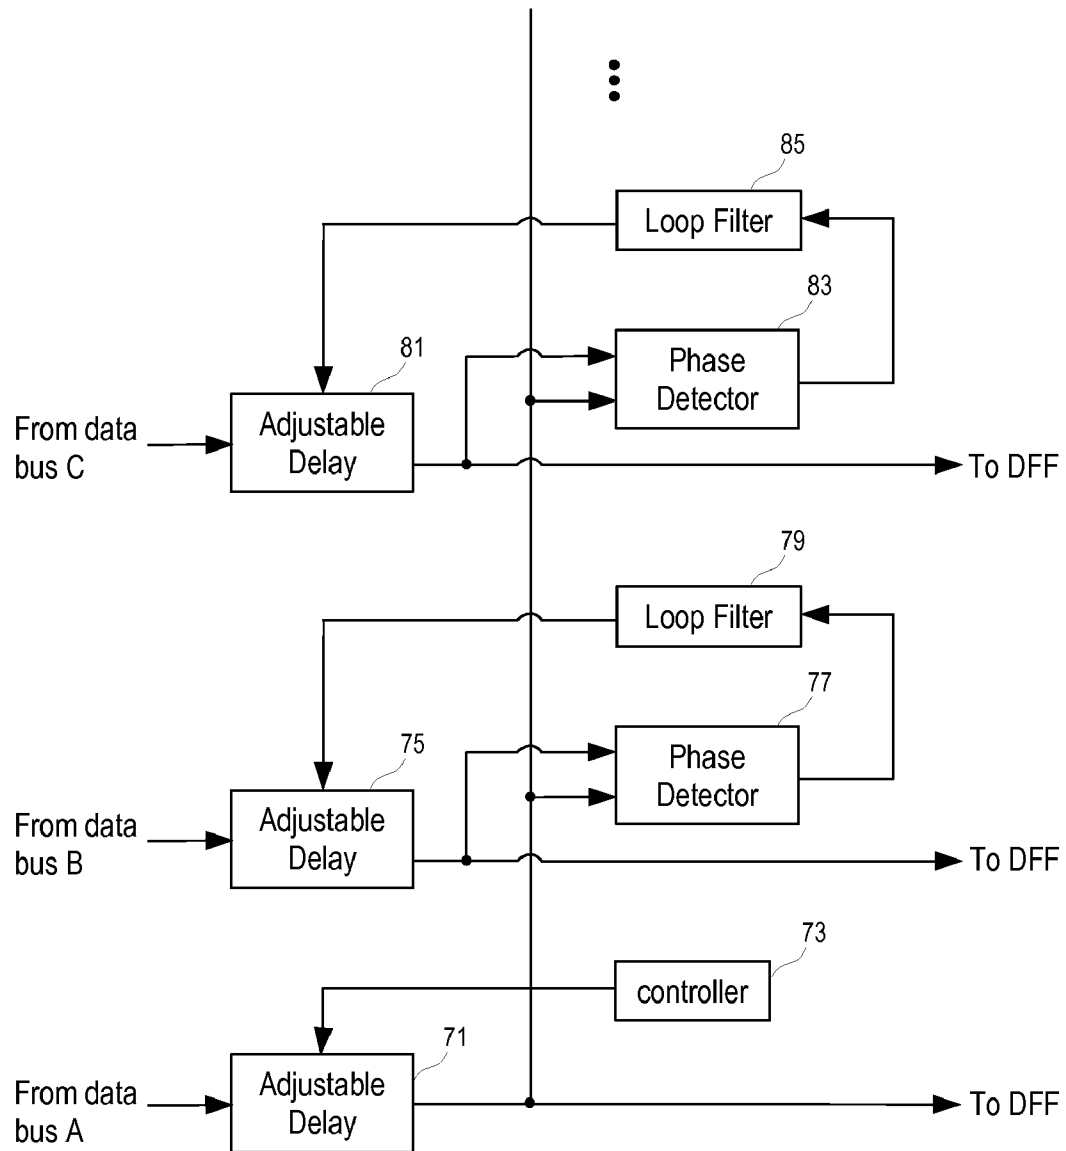 85
Loop Filter
83
Phase
Detector
81
Adjustable
Delay
From data
bus C
To DFF
79
Loop Filter
77
Phase
Detector
75
Adjustable
Delay
From data
bus B
To DFF
73
controller
71
Adjustable
Delay
From data
bus A
To DFF